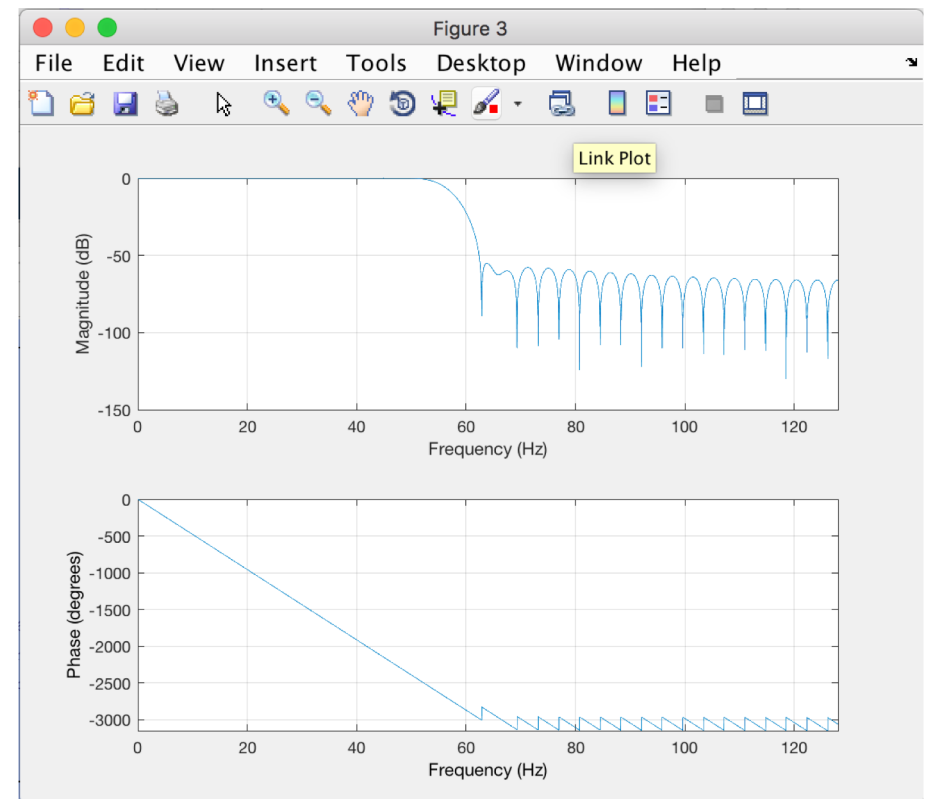 Figure 3
File Edit View Insert Tools Desktop Window Help
Link Plot
0
-50
-100
-150
Magnitude (dB)
0 20 40 60 80 100 120
Frequency (Hz)
0
-500
-1000
-1500
-2000
-2500
-3000
Phase (degrees)
0 20 40 60 80 100 120
Frequency (Hz)